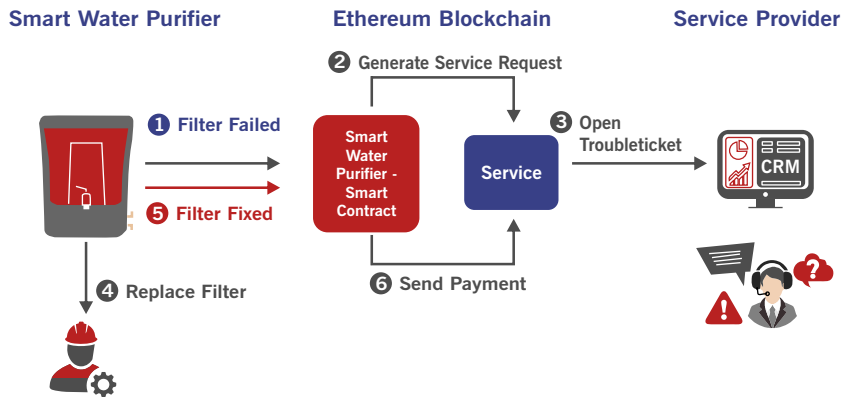 Smart Water Purifier
Ethereum Blockchain
Service Provider
2 Generate Service Request
1 Filter Failed
3 Open
Troubleticket
Smart
Water
Purifier -
Smart
Contract
Service
CRM
5 Filter Fixed
6 Send Payment
4 Replace Filter
?
!